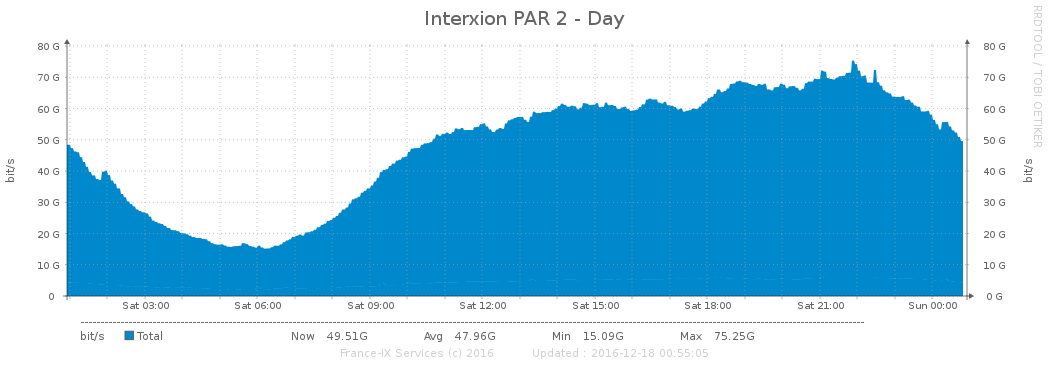 Interxion PAR 2 - Day
RRDTOOL / TOBI OETIKER
80 G 80 G
70 G 70 G
60 G 60 G
50 G 50 G
40 G 40 G
30 G 30 G
20 G 20 G
10 G 10 G
0 0 G
bit/s bit/s
Sat 03:00 Sat 06:00 Sat 09:00 Sat 12:00 Sat 15:00 Sat 18:00 Sat 21:00 Sun 00:00
bit/s Total Now 49.51G Avg 47.96G Min 15.09G Max 75.25G
France-IX Services (c) 2016 Updated : 2016-12-18 00:55:05